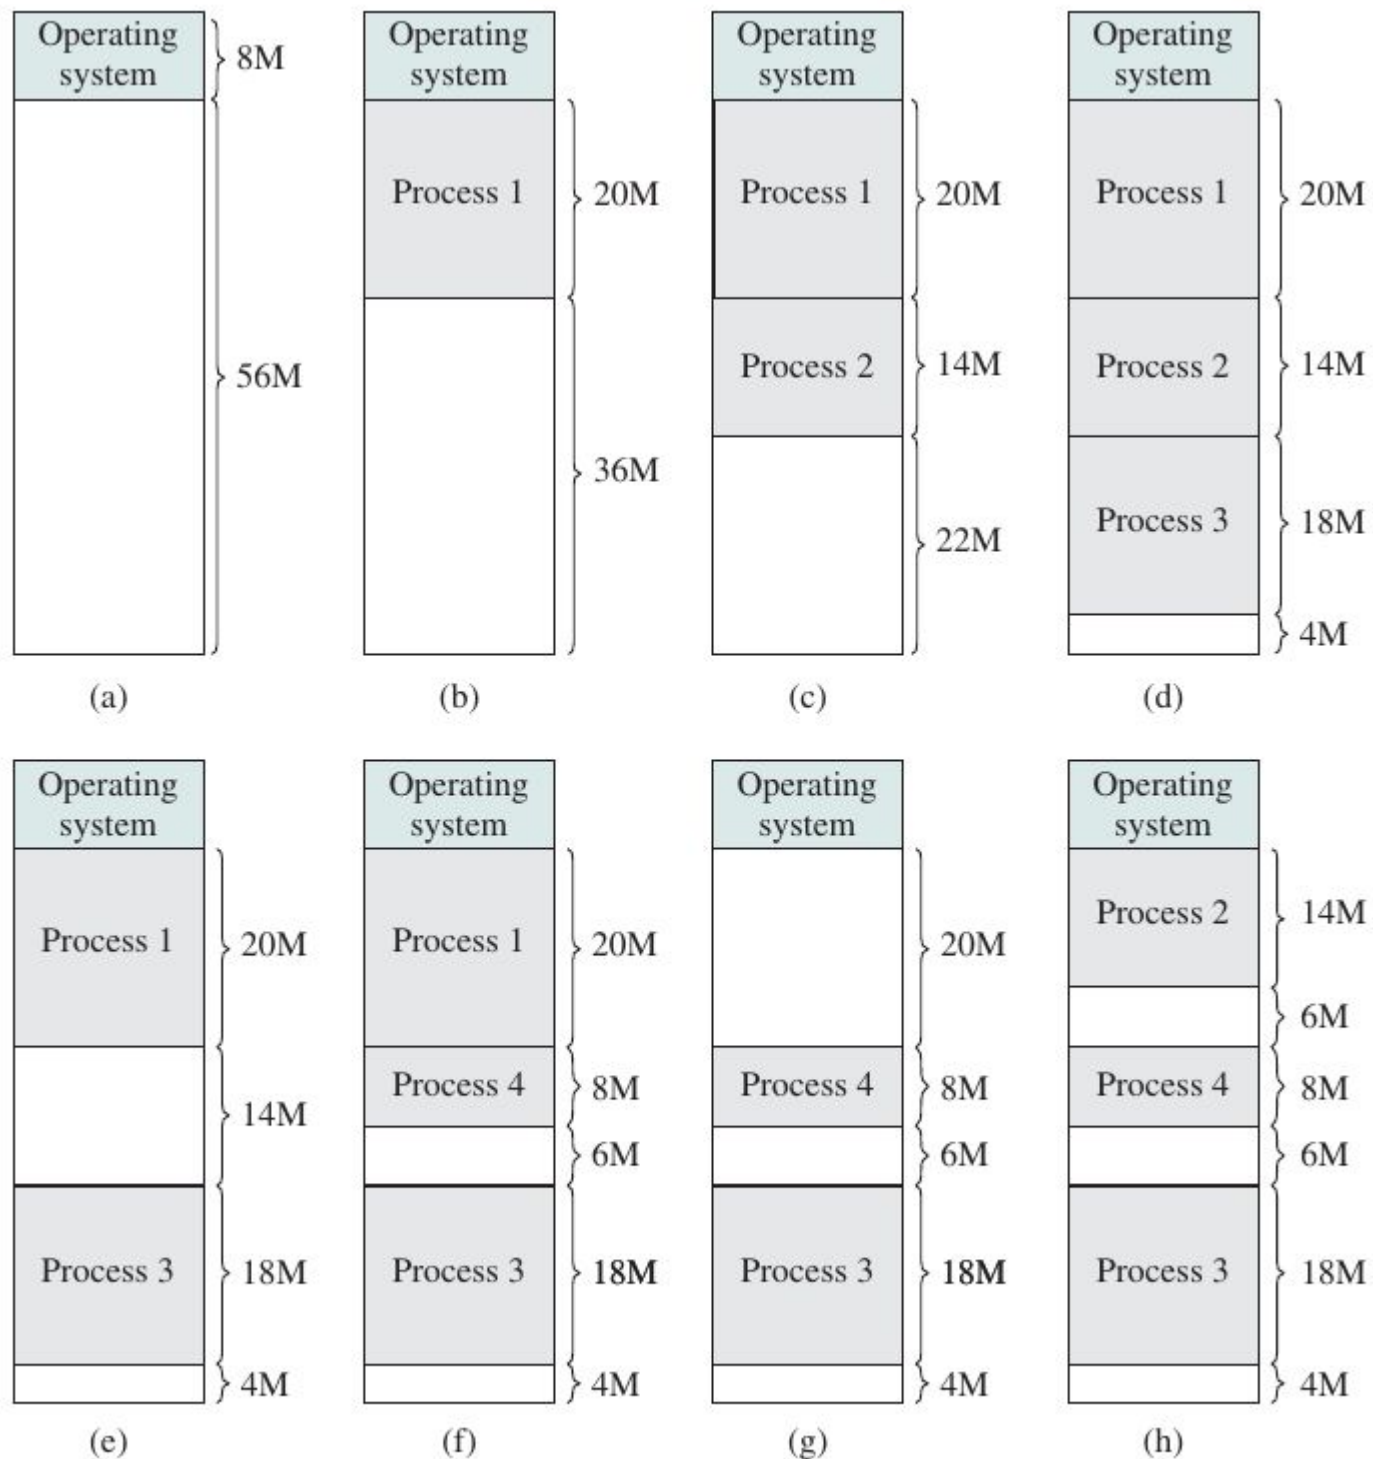 Operating
system
8M
56M
(a)
Operating
system
Process 1
20M
36M
(b)
Operating
system
Process 1
20M
Process 2
14M
22M
(c)
Operating
system
Process 1
20M
Process 2
14M
Process 3
18M
4M
(d)
Operating
system
Process 1
20M
14M
Process 3
18M
4M
(e)
Operating
system
Process 1
20M
Process 4
8M
6M
Process 3
18M
4M
(f)
Operating
system
20M
Process 4
8M
6M
Process 3
18M
4M
(g)
Operating
system
Process 2
14M
6M
Process 4
8M
6M
Process 3
18M
4M
(h)